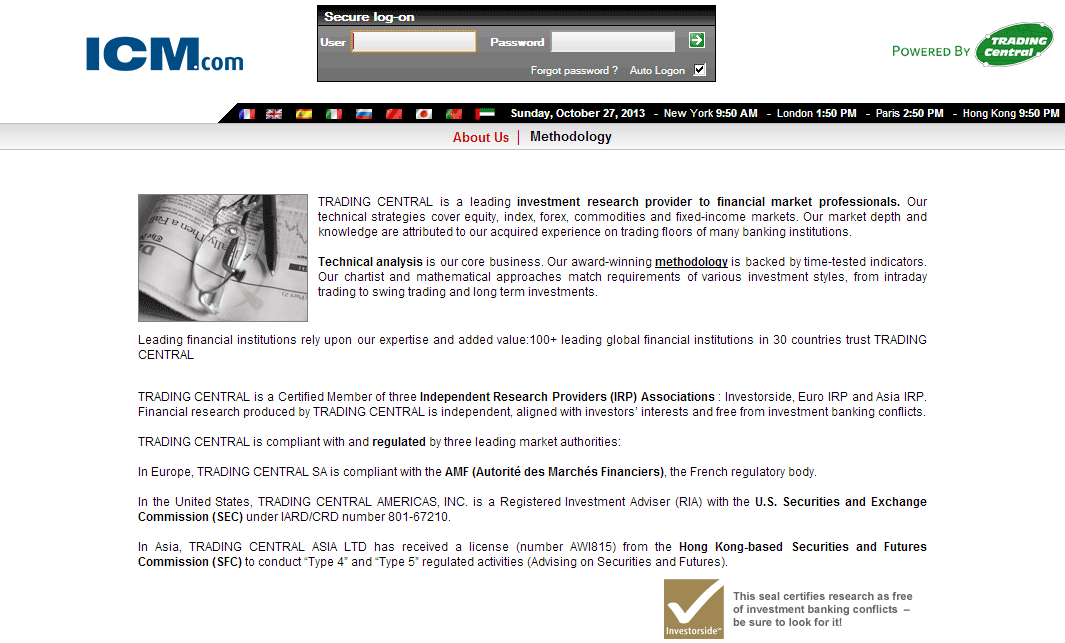 Secure log-on
ICM.com
User
Password
POWERED BY TRADING Central
Forgot password ?
Auto Logon
Sunday, October 27, 2013 - New York 9:50 AM - London 1:50 PM - Paris 2:50 PM - Hong Kong 9:50 PM
About Us | Methodology
TRADING CENTRAL is a leading investment research provider to financial market professionals. Our
technical strategies cover equity, index, forex, commodities and fixed-income markets. Our market depth and
knowledge are attributed to our acquired experience on trading floors of many banking institutions.
Technical analysis is our core business. Our award-winning methodology is backed by time-tested indicators.
Our chartist and mathematical approaches match requirements of various investment styles, from intraday
trading to swing trading and long term investments.
Leading financial institutions rely upon our expertise and added value:100+ leading global financial institutions in 30 countries trust TRADING
CENTRAL
TRADING CENTRAL is a Certified Member of three Independent Research Providers (IRP) Associations : Investorside, Euro IRP and Asia IRP.
Financial research produced by TRADING CENTRAL is independent, aligned with investors' interests and free from investment banking conflicts.
TRADING CENTRAL is compliant with and regulated by three leading market authorities:
In Europe, TRADING CENTRAL SA is compliant with the AMF (Autorité des Marchés Financiers), the French regulatory body.
In the United States, TRADING CENTRAL AMERICAS, INC. is a Registered Investment Adviser (RIA) with the U.S. Securities and Exchange
Commission (SEC) under IARD/CRD number 801-67210.
In Asia, TRADING CENTRAL ASIA LTD has received a license (number AWI815) from the Hong Kong-based Securities and Futures
Commission (SFC) to conduct “Type 4” and “Type 5” regulated activities (Advising on Securities and Futures).
Investorside
This seal certifies research as free
of investment banking conflicts –
be sure to look for it!